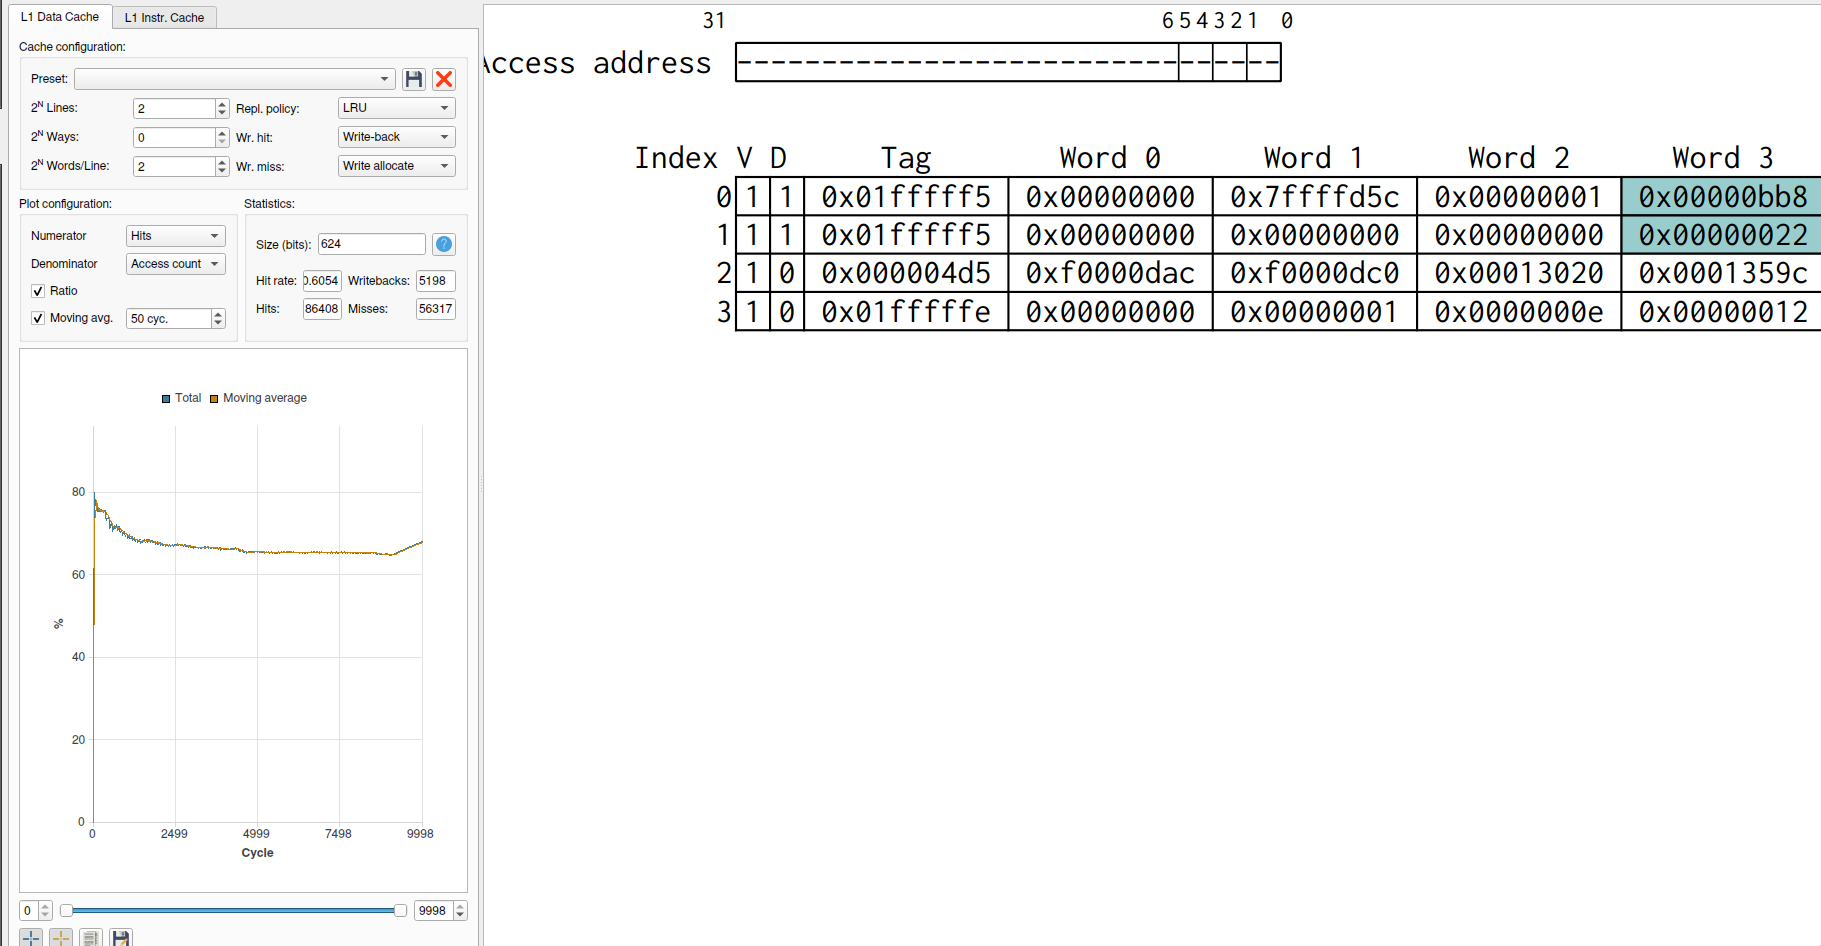 L1 Data Cache L1 Instr. Cache
Cache configuration:
Preset:
2^N Lines: 2 Repl. policy: LRU
2^N Ways: 0 Wr. hit: Write-back
2^N Words/Line: 2 Wr. miss: Write allocate
Plot configuration: Statistics:
Numerator Hits
Size (bits): 624 ?
Denominator Access count
Hit rate: 0.6054 Writebacks: 5198
Ratio
Hits: 86408 Misses: 56317
Moving avg. 50 cyc.
Total Moving average
80
60
%
40
20
0
0 2499 4999 7498 9998
Cycle
0 9998
31 6 5 4 3 2 1 0
Access address --------------------------------
Index V D Tag Word 0 Word 1 Word 2 Word 3
0 1 1 0x01fffff5 0x00000000 0x7ffffd5c 0x00000001 0x00000bb8
1 1 1 0x01fffff5 0x00000000 0x00000000 0x00000000 0x00000022
2 1 0 0x000004d5 0xf0000dac 0xf0000dc0 0x00013020 0x0001359c
3 1 0 0x01fffffe 0x00000000 0x00000001 0x0000000e 0x00000012